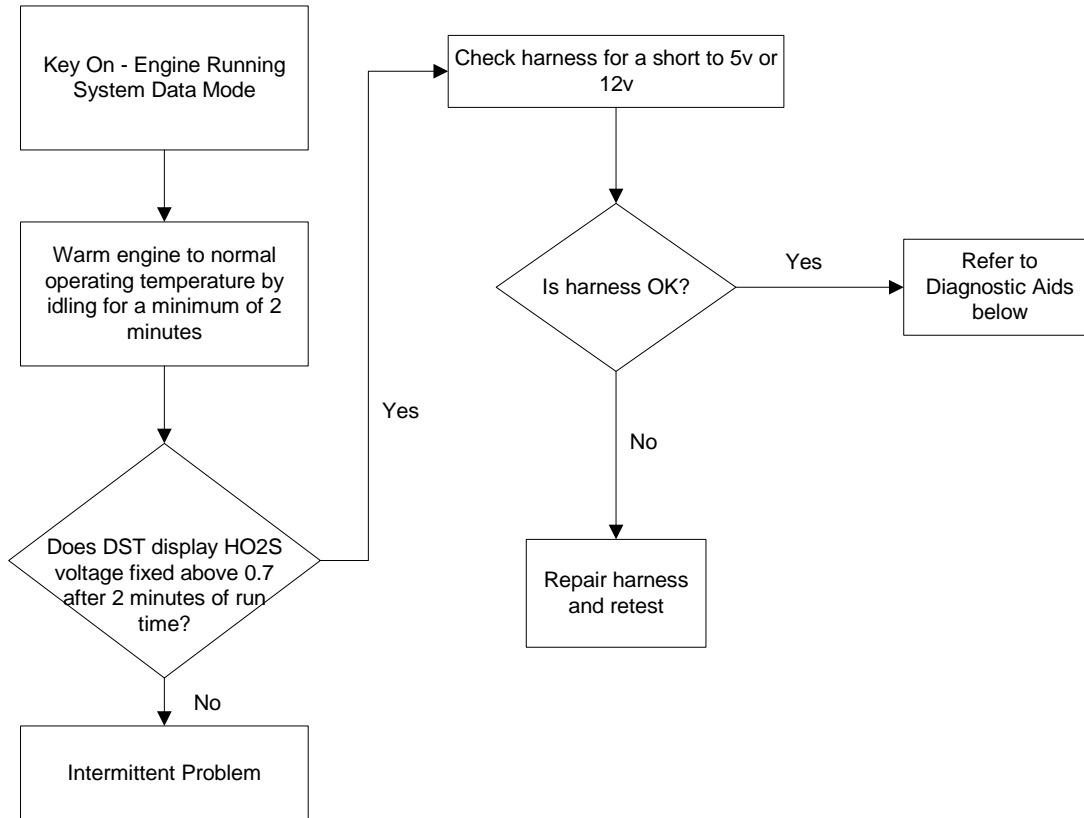 Key On - Engine Running
System Data Mode
Warm engine to normal
operating temperature by
idling for a minimum of 2
minutes
Does DST display HO2S
voltage fixed above 0.7
after 2 minutes of run
time?
No
Intermittent Problem
Yes
Check harness for a short to 5v or
12v
Is harness OK?
Yes
Refer to
Diagnostic Aids
below
No
Repair harness
and retest